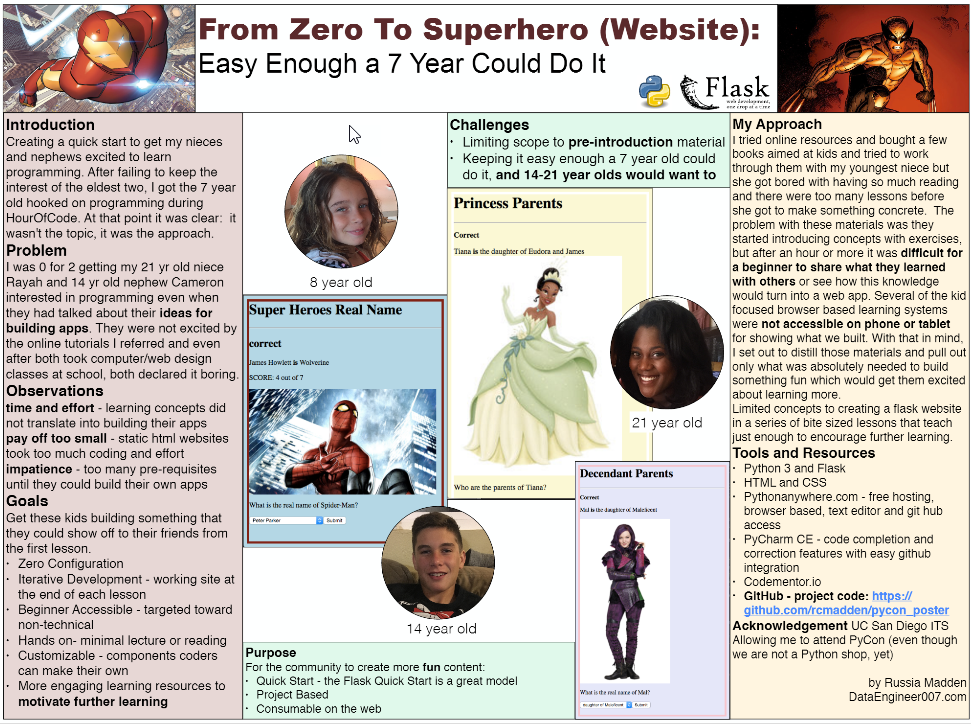 From Zero To Superhero (Website):
Easy Enough a 7 Year Could Do It
Flask
web development,
one drop at a time
Introduction
Creating a quick start to get my nieces
and nephews excited to learn
programming. After failing to keep the
interest of the eldest two, I got the 7 year
old hooked on programming during
HourOfCode. At that point it was clear:  it
wasn't the topic, it was the approach.
Problem
I was 0 for 2 getting my 21 yr old niece
Rayah and 14 yr old nephew Cameron
interested in programming even when
they had talked about their ideas for
building apps. They were not excited by
the online tutorials I referred and even
after both took computer/web design
classes at school, both declared it boring.
Observations
time and effort - learning concepts did
not translate into building their apps
pay off too small - static html websites
took too much coding and effort
impatience - too many pre-requisites
until they could build their own apps
Goals
Get these kids building something that
they could show off to their friends from
the first lesson.
· Zero Configuration
· Iterative Development - working site at
the end of each lesson
· Beginner Accessible - targeted toward
non-technical
· Hands on- minimal lecture or reading
· Customizable - components coders
can make their own
· More engaging learning resources to
motivate further learning
8 year old
Super Heroes Real Name
correct
James Howlett is Wolverine
SCORE: 4 out of 7
What is the real name of Spider-Man?
Peter Parker Submit
14 year old
Purpose
For the community to create more fun content:
· Quick Start - the Flask Quick Start is a great model
· Project Based
· Consumable on the web
Challenges
· Limiting scope to pre-introduction material
· Keeping it easy enough a 7 year old could
do it, and 14-21 year olds would want to
Princess Parents
Correct
Tiana is the daughter of Eudora and James
Who are the parents of Tiana?
21 year old
Decendant Parents
Correct
Mal is the daughter of Maleficent
What is the real name of Mal?
daughter of Maleficent Submit
My Approach
I tried online resources and bought a few
books aimed at kids and tried to work
through them with my youngest niece but
she got bored with having so much reading
and there were too many lessons before
she got to make something concrete.  The
problem with these materials was they
started introducing concepts with exercises,
but after an hour or more it was difficult for
a beginner to share what they learned
with others or see how this knowledge
would turn into a web app. Several of the kid
focused browser based learning systems
were not accessible on phone or tablet
for showing what we built. With that in mind,
I set out to distill those materials and pull out
only what was absolutely needed to build
something fun which would get them excited
about learning more.
Limited concepts to creating a flask website
in a series of bite sized lessons that teach
just enough to encourage further learning.
Tools and Resources
· Python 3 and Flask
· HTML and CSS
· Pythonanywhere.com - free hosting,
browser based, text editor and git hub
access
· PyCharm CE - code completion and
correction features with easy github
integration
· Codementor.io
· GitHub - project code: https://
github.com/rcmadden/pycon_poster
Acknowledgement UC San Diego ITS
Allowing me to attend PyCon (even though
we are not a Python shop, yet)
by Russia Madden
DataEngineer007.com